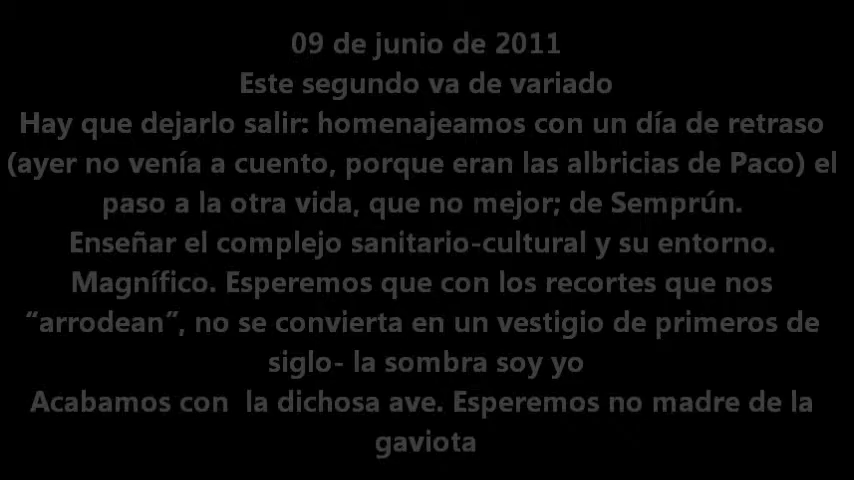 09 de junio de 2011
Este segundo va de variado
Hay que dejarlo salir: homenajeamos con un día de retraso
(ayer no venía a cuento, porque eran las albricias de Paco) el
paso a la otra vida, que no mejor; de Semprún.
Enseñar el complejo sanitario-cultural y su entorno.
Magnífico. Esperemos que con los recortes que nos
“arrodean”, no se convierta en un vestigio de primeros de
siglo- la sombra soy yo
Acabamos con  la dichosa ave. Esperemos no madre de la
gaviota